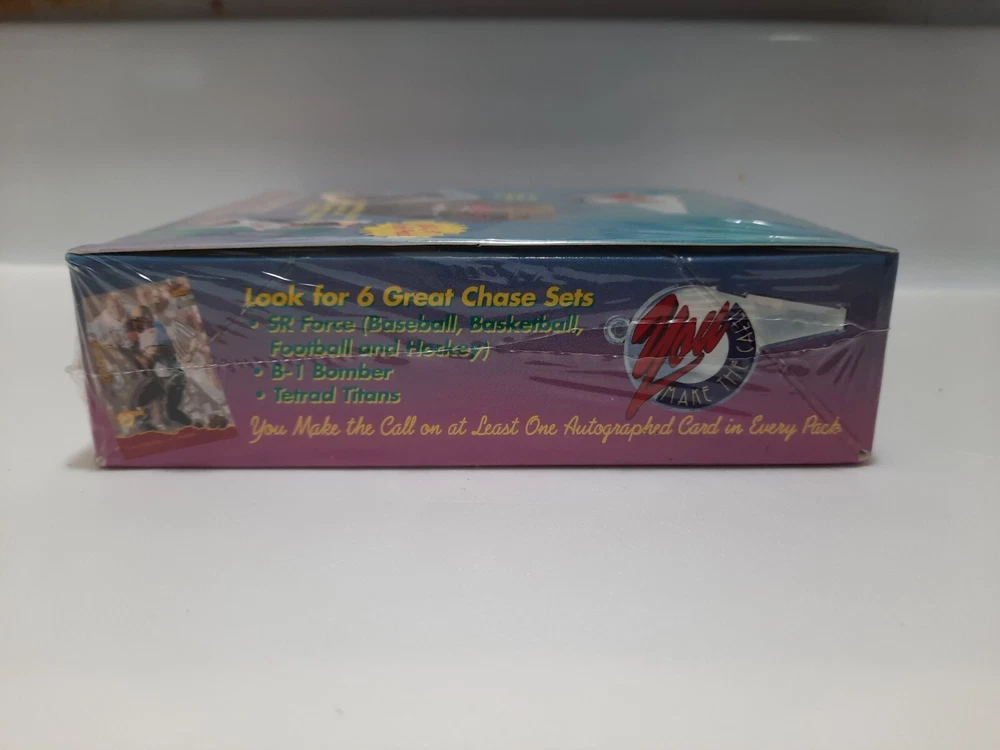 Look for 6 Great Chase Sets
• SR Force (Baseball, Basketball,
Football and Hockey)
• B-1 Bomber
• Tetrad Titans
You Make the Call on at Least One Autographed Card in Every Pack
You
MAKE THE CALL